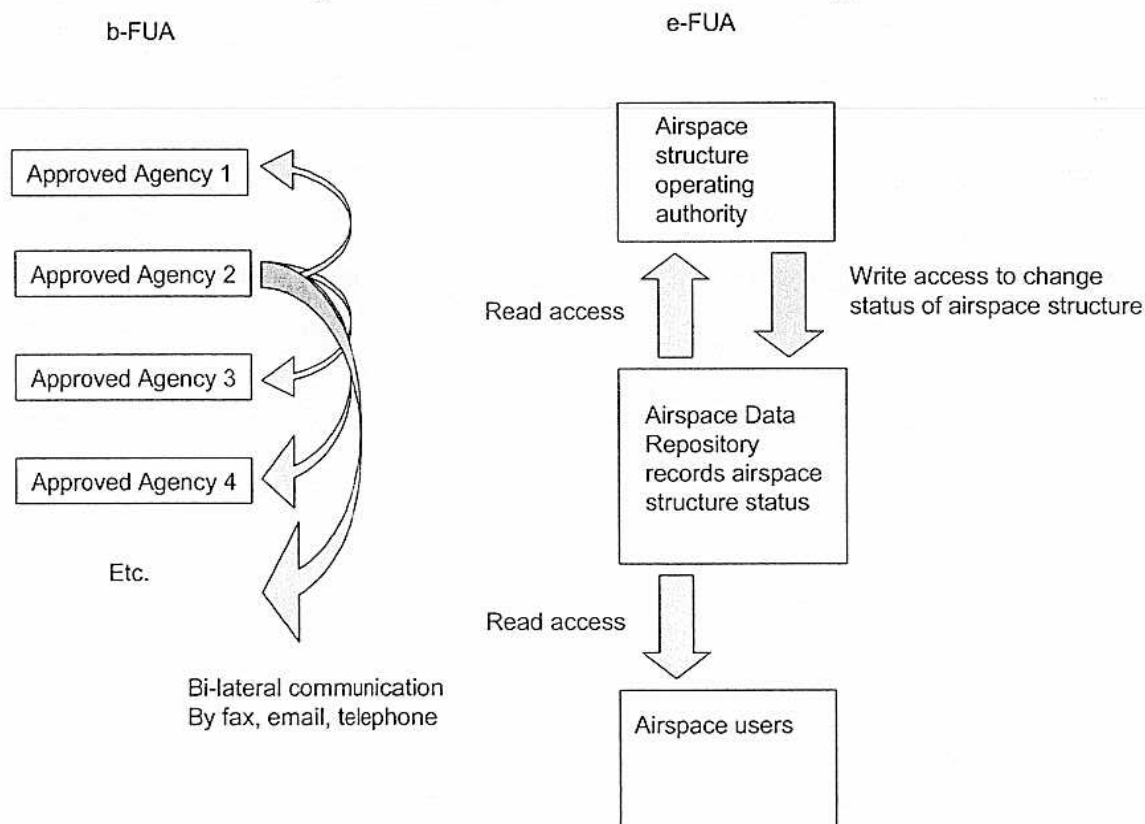 b-FUA
e-FUA
Approved Agency 1
Approved Agency 2
Approved Agency 3
Approved Agency 4
Etc.
Bi-lateral communication
By fax, email, telephone
Airspace
structure
operating
authority
Read access
Write access to change
status of airspace structure
Airspace Data
Repository
records airspace
structure status
Read access
Airspace users